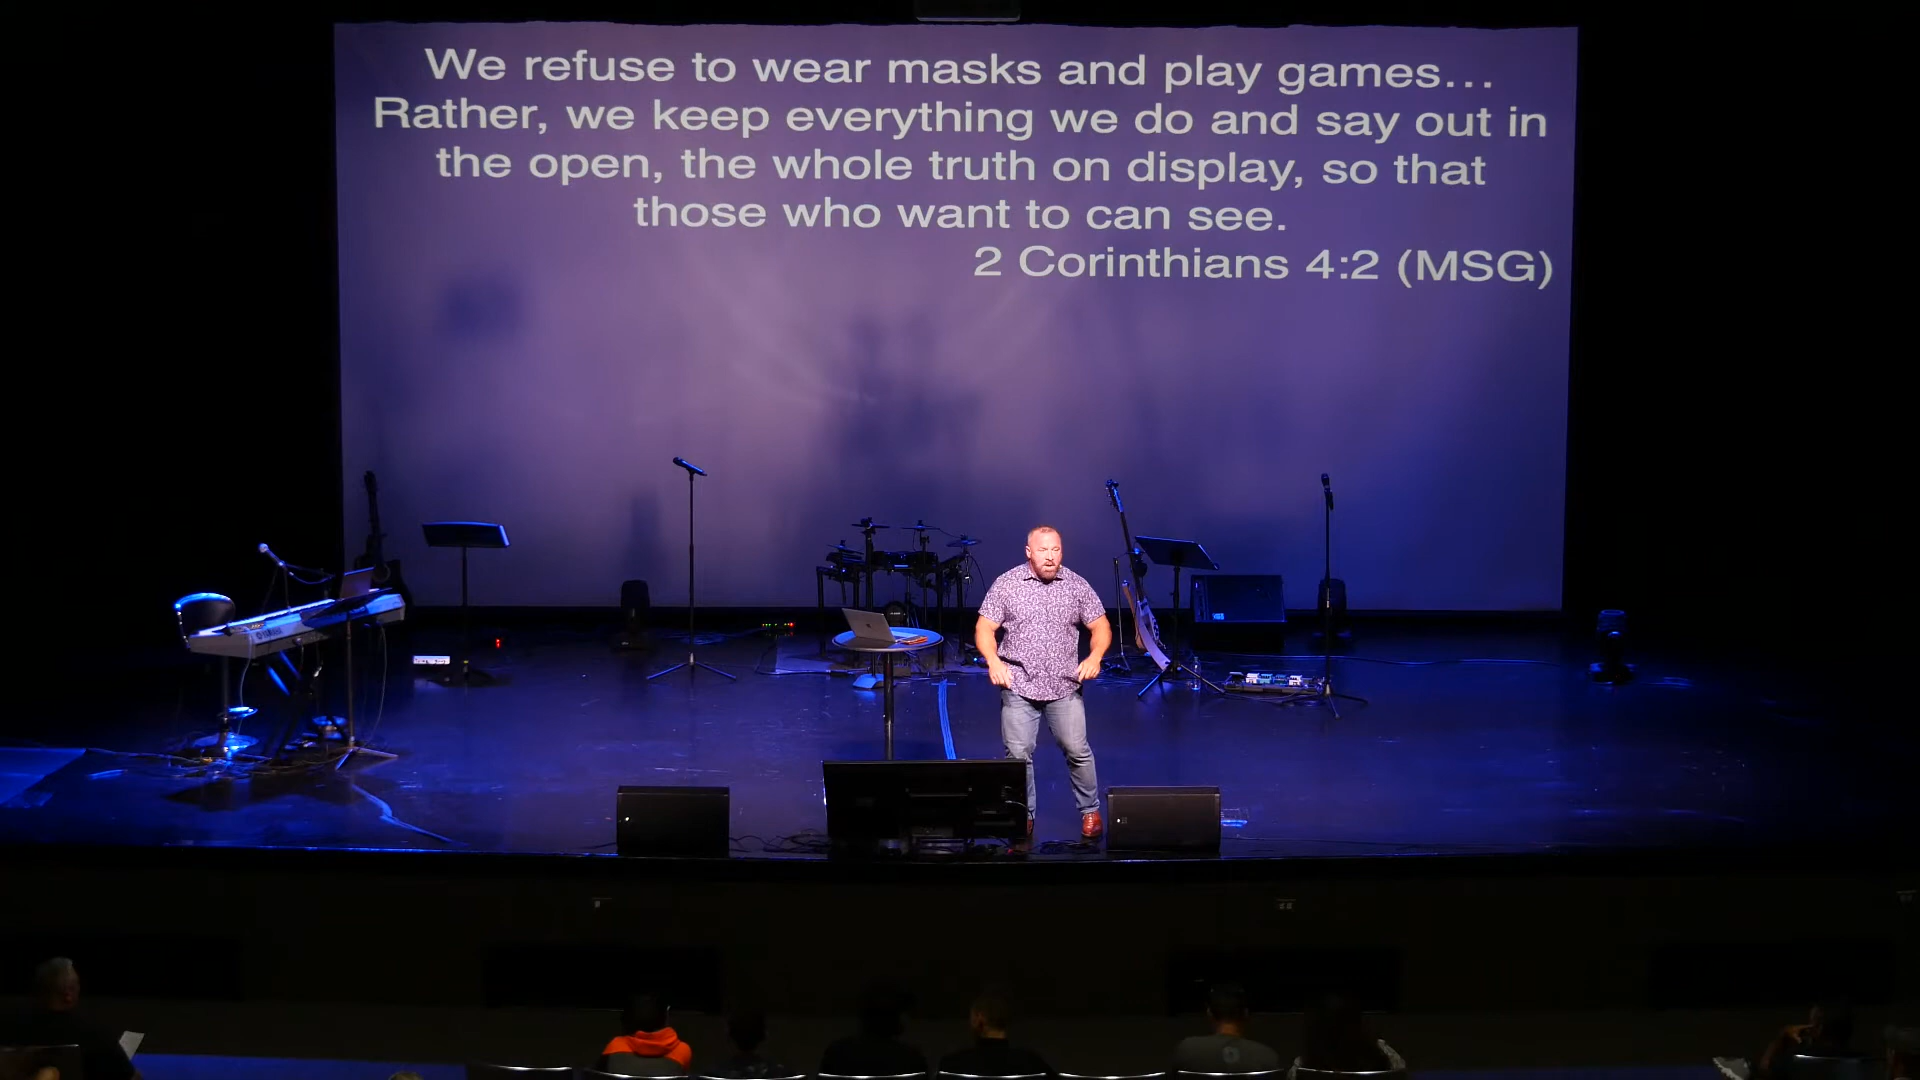 We refuse to wear masks and play games...
Rather, we keep everything we do and say out in
the open, the whole truth on display, so that
those who want to can see.
2 Corinthians 4:2 (MSG)